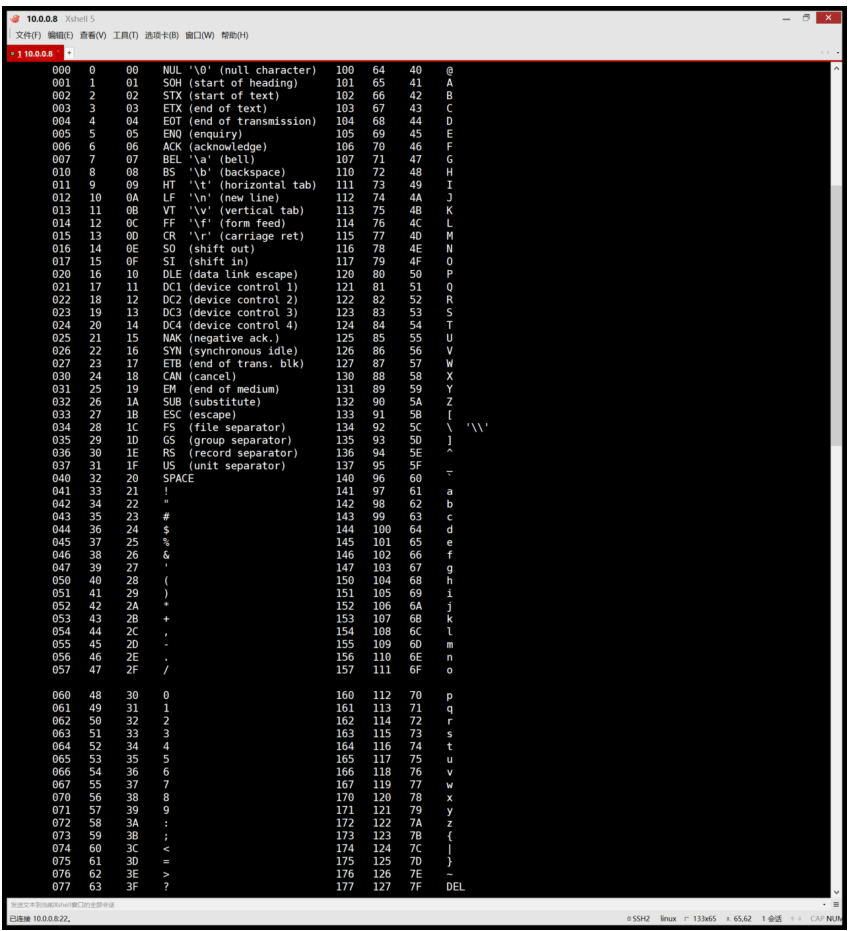 10.0.0.8 Xshell 5
文件(F) 编辑(E) 查看(V) 工具(T) 选项卡(B) 窗口(W) 帮助(H)
1 10.0.0.8 × +
000 0 00 NUL '\0' (null character) 100 64 40 @
001 1 01 SOH (start of heading) 101 65 41 A
002 2 02 STX (start of text) 102 66 42 B
003 3 03 ETX (end of text) 103 67 43 C
004 4 04 EOT (end of transmission) 104 68 44 D
005 5 05 ENQ (enquiry) 105 69 45 E
006 6 06 ACK (acknowledge) 106 70 46 F
007 7 07 BEL '\a' (bell) 107 71 47 G
010 8 08 BS '\b' (backspace) 110 72 48 H
011 9 09 HT '\t' (horizontal tab) 111 73 49 I
012 10 0A LF '\n' (new line) 112 74 4A J
013 11 0B VT '\v' (vertical tab) 113 75 4B K
014 12 0C FF '\f' (form feed) 114 76 4C L
015 13 0D CR '\r' (carriage ret) 115 77 4D M
016 14 0E SO (shift out) 116 78 4E N
017 15 0F SI (shift in) 117 79 4F O
020 16 10 DLE (data link escape) 120 80 50 P
021 17 11 DC1 (device control 1) 121 81 51 Q
022 18 12 DC2 (device control 2) 122 82 52 R
023 19 13 DC3 (device control 3) 123 83 53 S
024 20 14 DC4 (device control 4) 124 84 54 T
025 21 15 NAK (negative ack.) 125 85 55 U
026 22 16 SYN (synchronous idle) 126 86 56 V
027 23 17 ETB (end of trans. blk) 127 87 57 W
030 24 18 CAN (cancel) 130 88 58 X
031 25 19 EM (end of medium) 131 89 59 Y
032 26 1A SUB (substitute) 132 90 5A Z
033 27 1B ESC (escape) 133 91 5B [
034 28 1C FS (file separator) 134 92 5C \ '\\'
035 29 1D GS (group separator) 135 93 5D ]
036 30 1E RS (record separator) 136 94 5E ^
037 31 1F US (unit separator) 137 95 5F _
040 32 20 SPACE 140 96 60 `
041 33 21 ! 141 97 61 a
042 34 22 " 142 98 62 b
043 35 23 # 143 99 63 c
044 36 24 $ 144 100 64 d
045 37 25 % 145 101 65 e
046 38 26 & 146 102 66 f
047 39 27 ' 147 103 67 g
050 40 28 ( 150 104 68 h
051 41 29 ) 151 105 69 i
052 42 2A * 152 106 6A j
053 43 2B + 153 107 6B k
054 44 2C , 154 108 6C l
055 45 2D - 155 109 6D m
056 46 2E . 156 110 6E n
057 47 2F / 157 111 6F o
060 48 30 0 160 112 70 p
061 49 31 1 161 113 71 q
062 50 32 2 162 114 72 r
063 51 33 3 163 115 73 s
064 52 34 4 164 116 74 t
065 53 35 5 165 117 75 u
066 54 36 6 166 118 76 v
067 55 37 7 167 119 77 w
070 56 38 8 170 120 78 x
071 57 39 9 171 121 79 y
072 58 3A : 172 122 7A z
073 59 3B ; 173 123 7B {
074 60 3C < 174 124 7C |
075 61 3D = 175 125 7D }
076 62 3E > 176 126 7E ~
077 63 3F ? 177 127 7F DEL
发送文本到当前Xshell窗口的全部会话
已连接 10.0.0.8:22。 SSH2 linux 133x65 65,62 1 会话 CAP NUM